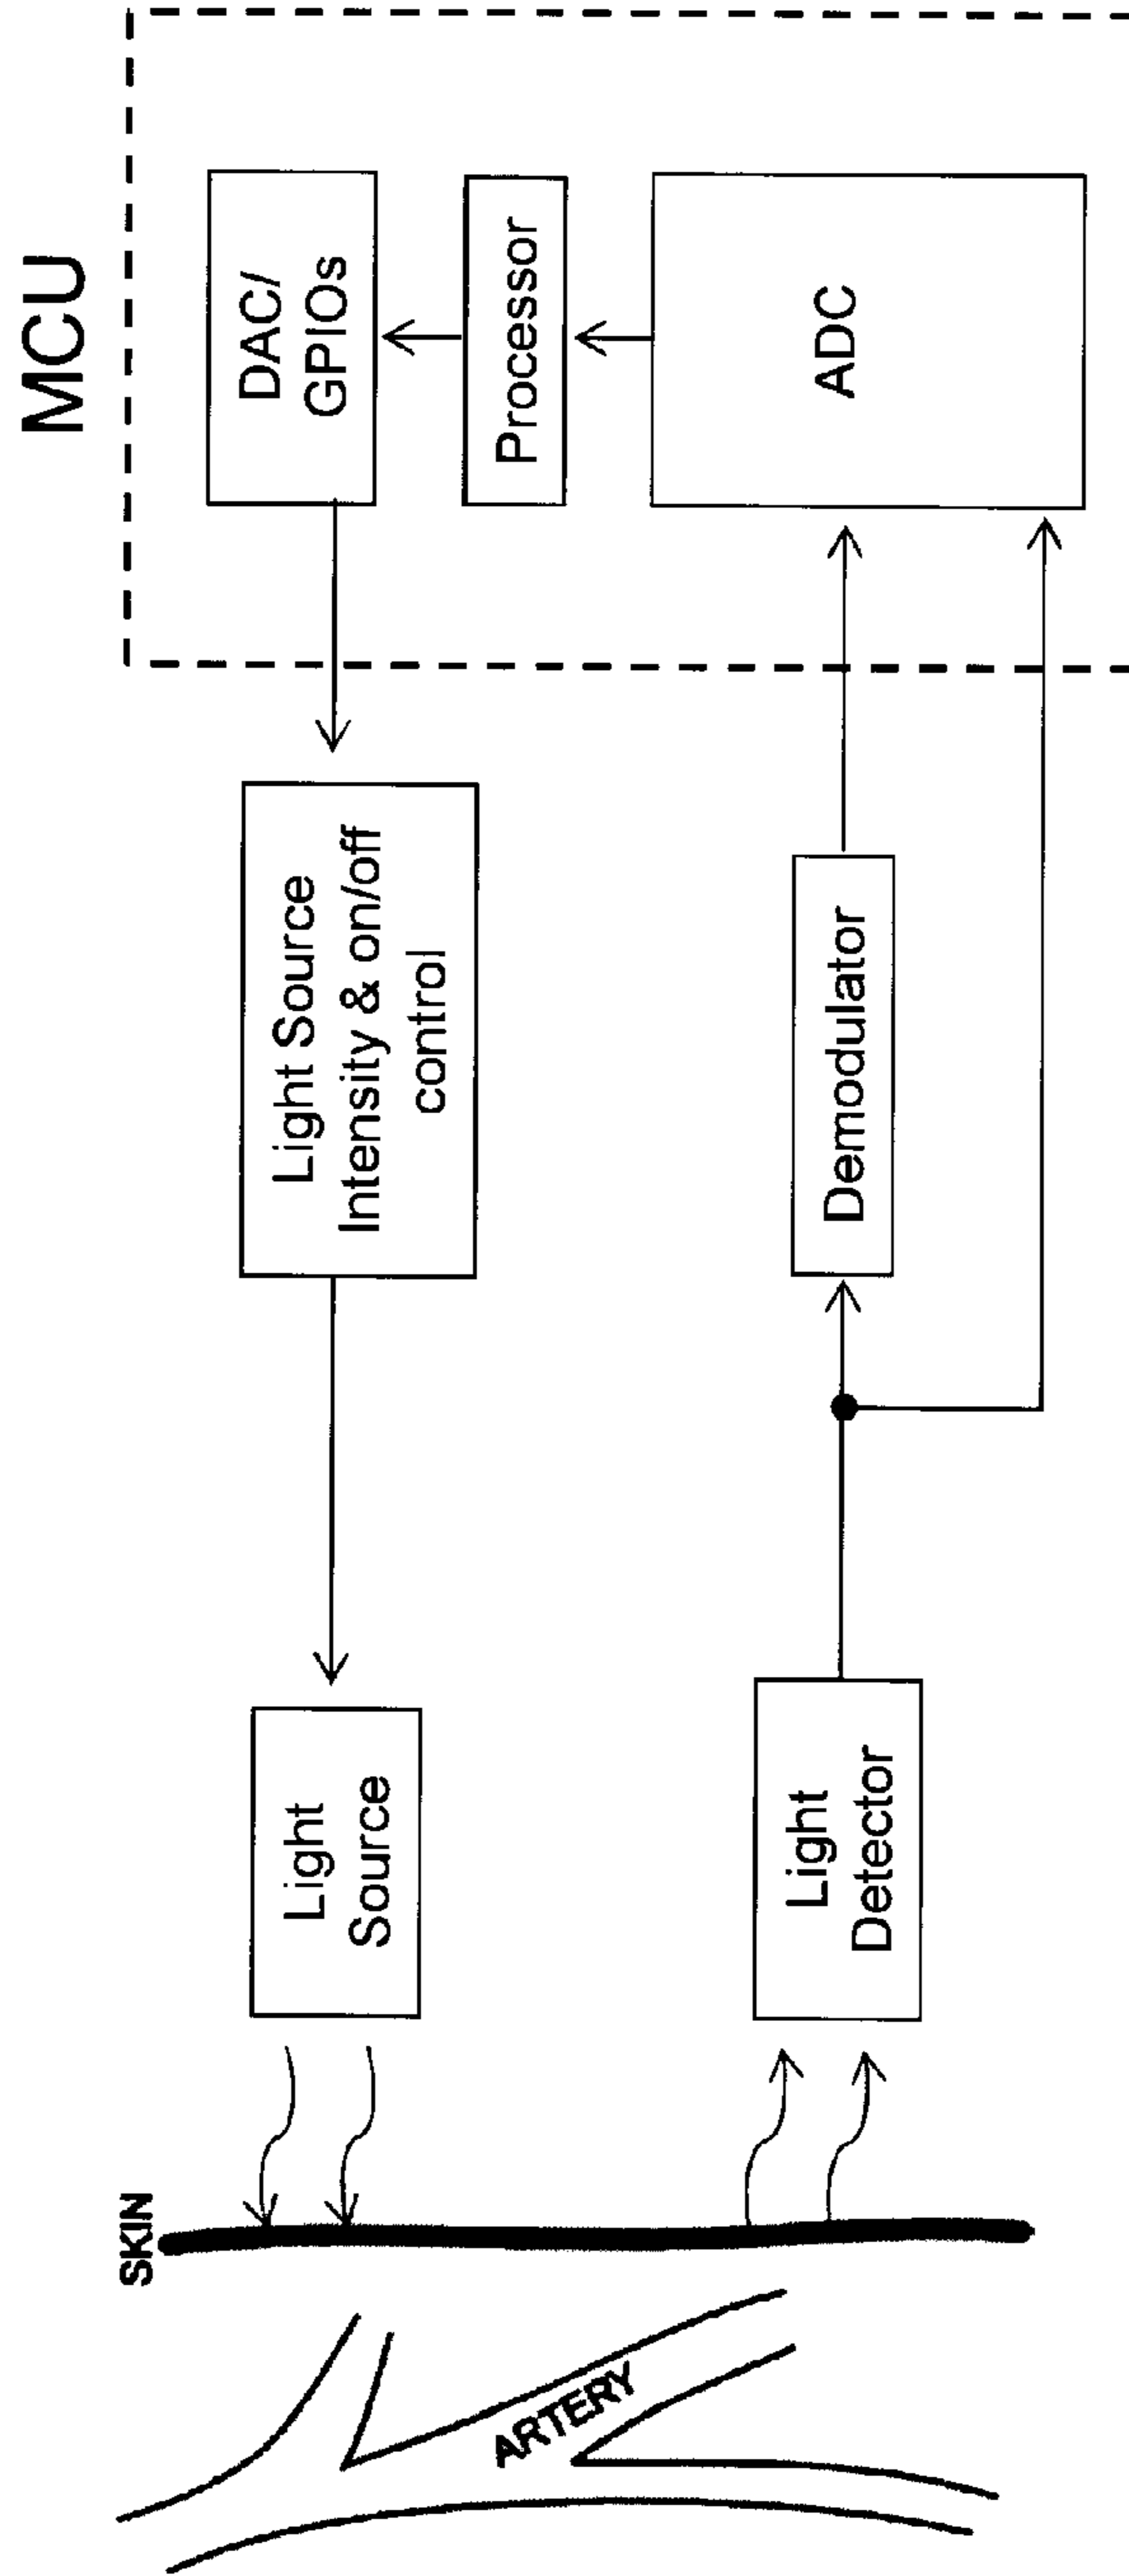 MCU
SKIN
ARTERY
Light
Source
Light Source
Intensity & on/off
control
DAC/
GPIOs
Processor
Light
Detector
Demodulator
ADC